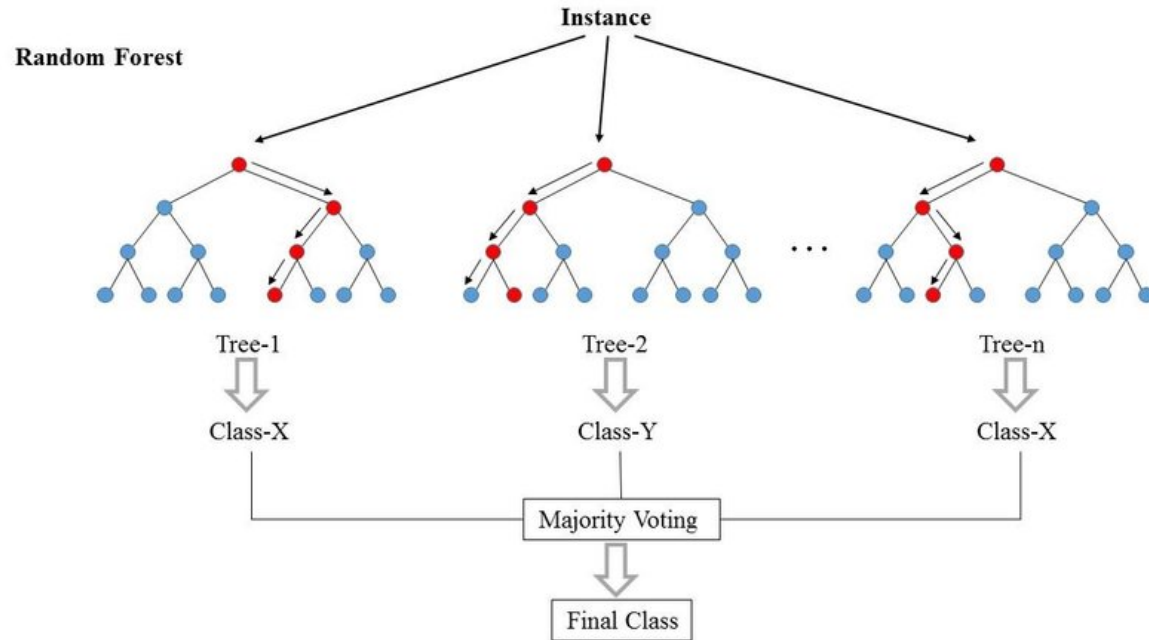 Instance
Random Forest
. . .
Tree-1
Tree-2
Tree-n
Class-X
Class-Y
Class-X
Majority Voting
Final Class